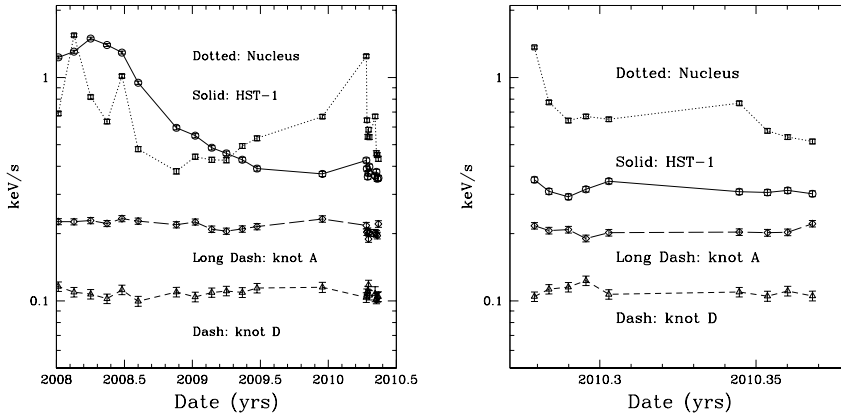 keV/s
1
0.1
Dotted: Nucleus
Solid: HST-1
Long Dash: knot A
Dash: knot D
2008
2008.5
2009
2009.5
2010
2010.5
Date (yrs)
keV/s
1
0.1
Dotted: Nucleus
Solid: HST-1
Long Dash: knot A
Dash: knot D
2010.3
2010.35
Date (yrs)